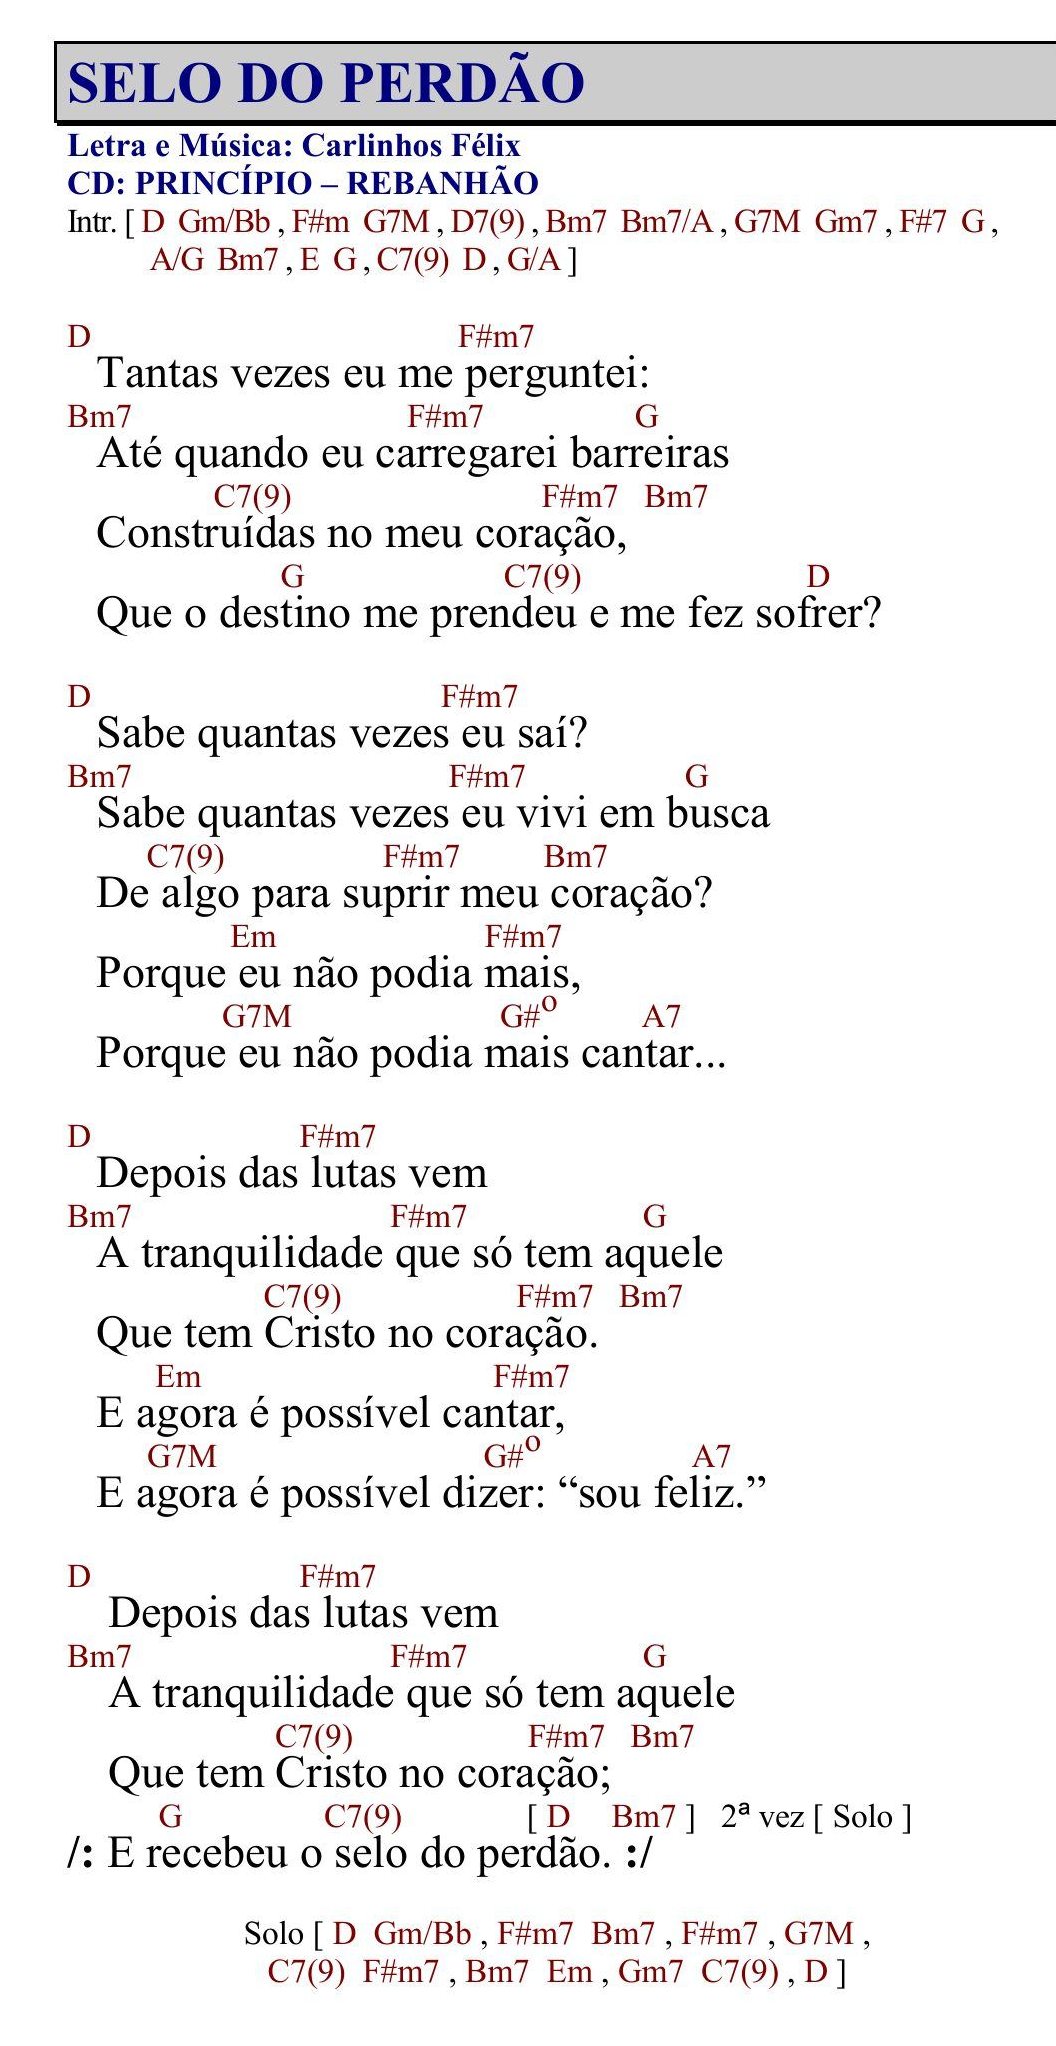 SELO DO PERDÃO
Letra e Música: Carlinhos Félix
CD: PRINCÍPIO – REBANHÃO
Intr. [ D Gm/Bb , F#m G7M , D7(9) , Bm7 Bm7/A , G7M Gm7 , F#7 G ,
A/G Bm7 , E G , C7(9) D , G/A ]
D F#m7
Tantas vezes eu me perguntei:
Bm7 F#m7 G
Até quando eu carregarei barreiras
C7(9) F#m7 Bm7
Construídas no meu coração,
G C7(9) D
Que o destino me prendeu e me fez sofrer?
D F#m7
Sabe quantas vezes eu saí?
Bm7 F#m7 G
Sabe quantas vezes eu vivi em busca
C7(9) F#m7 Bm7
De algo para suprir meu coração?
Em F#m7
Porque eu não podia mais,
G7M G#º A7
Porque eu não podia mais cantar...
D F#m7
Depois das lutas vem
Bm7 F#m7 G
A tranquilidade que só tem aquele
C7(9) F#m7 Bm7
Que tem Cristo no coração.
Em F#m7
E agora é possível cantar,
G7M G#º A7
E agora é possível dizer: “sou feliz.”
D F#m7
Depois das lutas vem
Bm7 F#m7 G
A tranquilidade que só tem aquele
C7(9) F#m7 Bm7
Que tem Cristo no coração;
G C7(9) [ D Bm7 ] 2ª vez [ Solo ]
/: E recebeu o selo do perdão. :/
Solo [ D Gm/Bb , F#m7 Bm7 , F#m7 , G7M ,
C7(9) F#m7 , Bm7 Em , Gm7 C7(9) , D ]